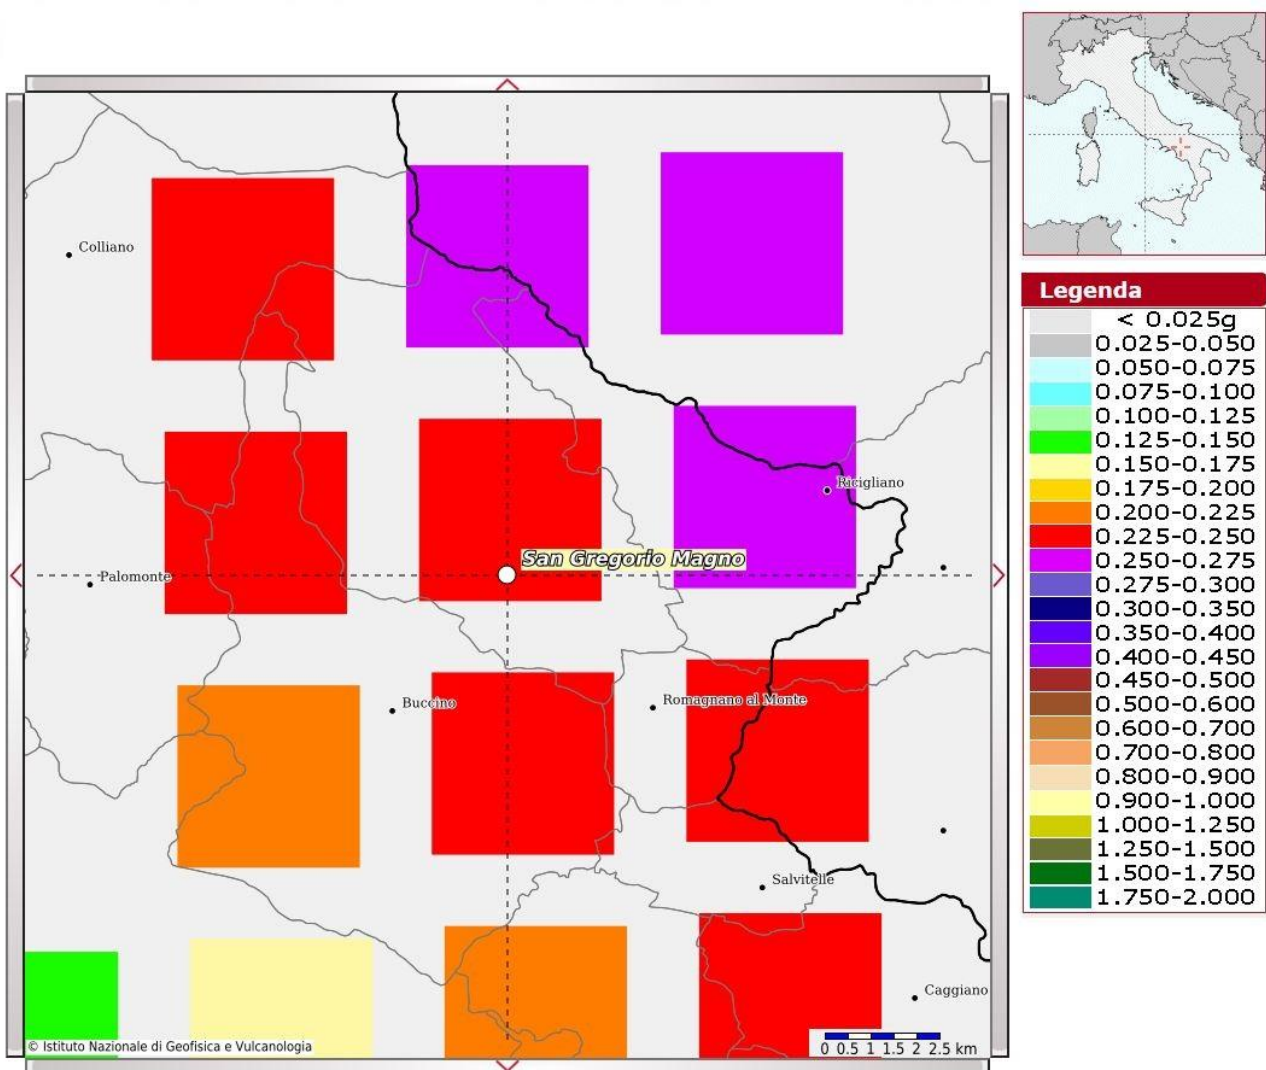 Colliano
Ricigliano
San Gregorio Magno
Palomonte
Buccino
Romagnano al Monte
Salvitelle
Caggiano
© Istituto Nazionale di Geofisica e Vulcanologia
0 0.5 1 1.5 2 2.5 km
Legenda
< 0.025g
0.025-0.050
0.050-0.075
0.075-0.100
0.100-0.125
0.125-0.150
0.150-0.175
0.175-0.200
0.200-0.225
0.225-0.250
0.250-0.275
0.275-0.300
0.300-0.350
0.350-0.400
0.400-0.450
0.450-0.500
0.500-0.600
0.600-0.700
0.700-0.800
0.800-0.900
0.900-1.000
1.000-1.250
1.250-1.500
1.500-1.750
1.750-2.000